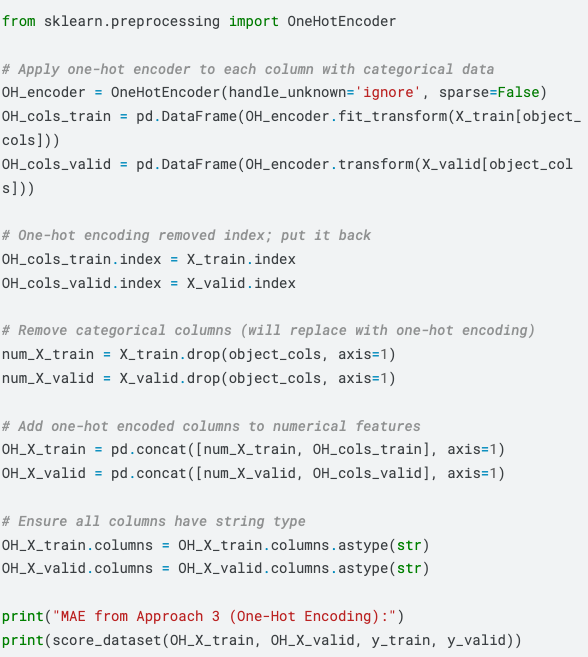 from sklearn.preprocessing import OneHotEncoder
# Apply one-hot encoder to each column with categorical data
OH_encoder = OneHotEncoder(handle_unknown='ignore', sparse=False)
OH_cols_train = pd.DataFrame(OH_encoder.fit_transform(X_train[object_
cols]))
OH_cols_valid = pd.DataFrame(OH_encoder.transform(X_valid[object_col
s]))
# One-hot encoding removed index; put it back
OH_cols_train.index = X_train.index
OH_cols_valid.index = X_valid.index
# Remove categorical columns (will replace with one-hot encoding)
num_X_train = X_train.drop(object_cols, axis=1)
num_X_valid = X_valid.drop(object_cols, axis=1)
# Add one-hot encoded columns to numerical features
OH_X_train = pd.concat([num_X_train, OH_cols_train], axis=1)
OH_X_valid = pd.concat([num_X_valid, OH_cols_valid], axis=1)
# Ensure all columns have string type
OH_X_train.columns = OH_X_train.columns.astype(str)
OH_X_valid.columns = OH_X_valid.columns.astype(str)
print("MAE from Approach 3 (One-Hot Encoding):")
print(score_dataset(OH_X_train, OH_X_valid, y_train, y_valid))